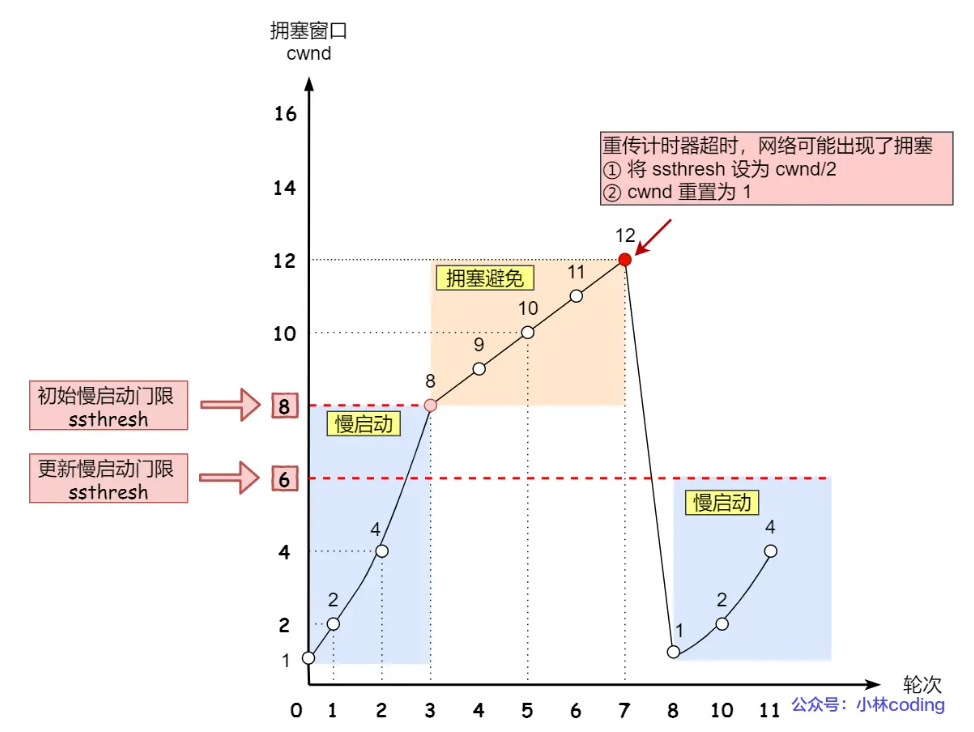 拥塞窗口
cwnd
16
14
12
10
8
6
4
2
1
重传计时器超时，网络可能出现了拥塞
① 将 ssthresh 设为 cwnd/2
② cwnd 重置为 1
12
11
10
9
8
拥塞避免
初始慢启动门限
ssthresh
慢启动
更新慢启动门限
ssthresh
慢启动
4
2
4
2
1
0 1 2 3 4 5 6 7 8 10 11
轮次
公众号：小林coding